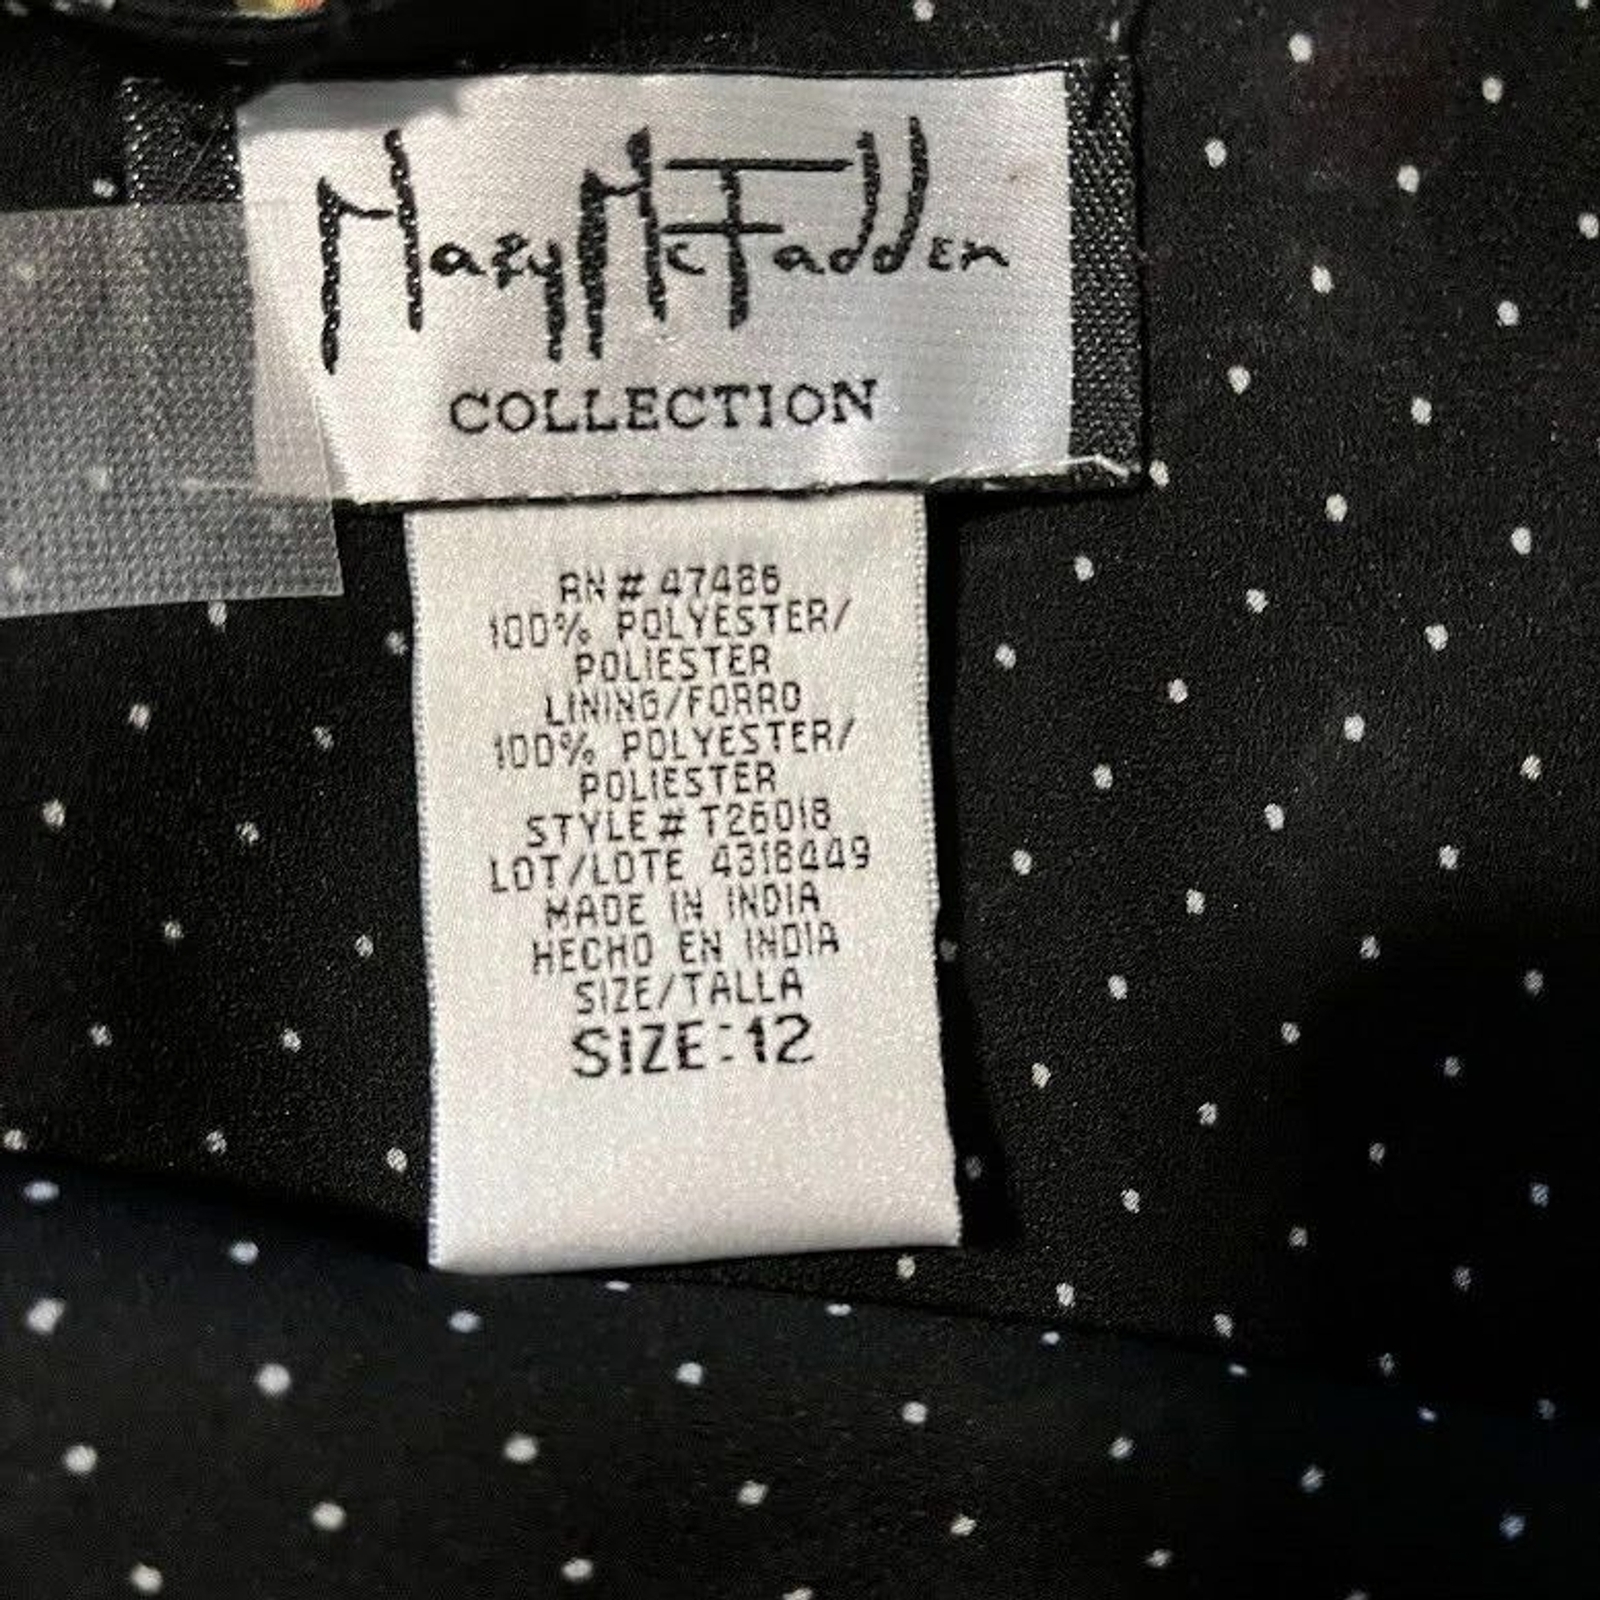 Mary McFadden
COLLECTION
RN # 47486
100% POLYESTER/
POLIESTER
LINING/FORRO
100% POLYESTER/
POLIESTER
STYLE # T26018
LOT/LOTE 4318449
MADE IN INDIA
HECHO EN INDIA
SIZE/TALLA
SIZE:12